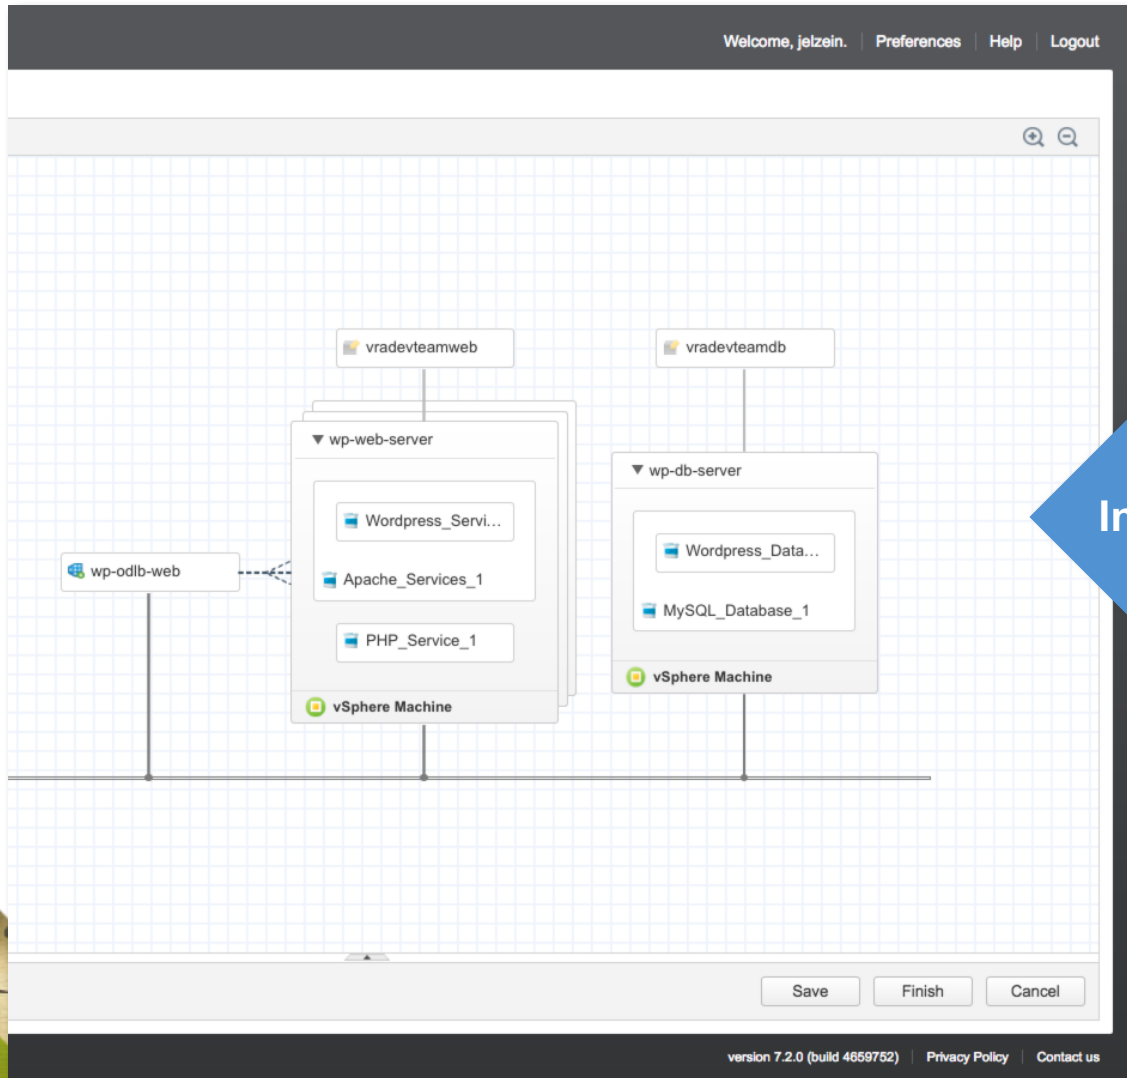 Welcome, jelzein. Preferences Help Logout
vradevteamweb
vradevteamdb
wp-web-server
wp-db-server
Wordpress_Servi...
Wordpress_Data...
wp-odlb-web
Apache_Services_1
MySQL_Database_1
PHP_Service_1
vSphere Machine
vSphere Machine
Save Finish Cancel
version 7.2.0 (build 4659752) Privacy Policy Contact us